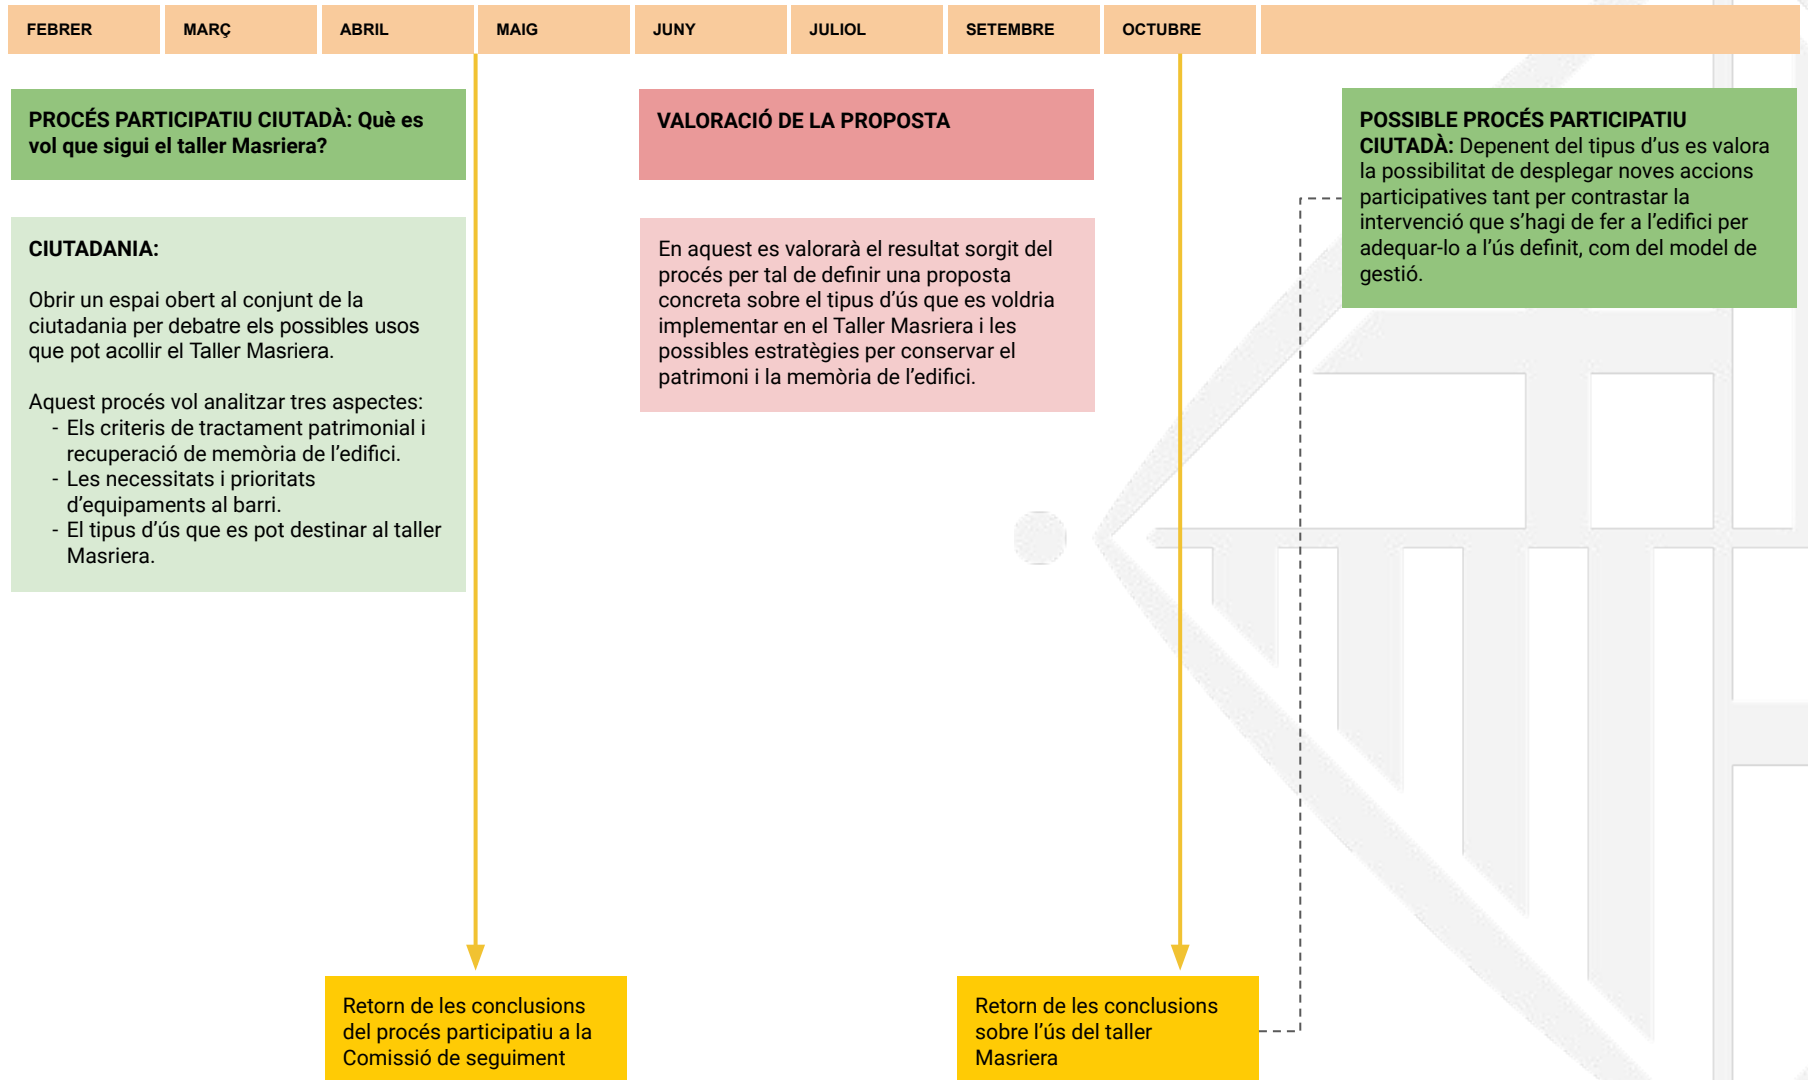 FEBRER
MARÇ
ABRIL
MAIG
JUNY
JULIOL
SETEMBRE
OCTUBRE
PROCÉS PARTICIPATIU CIUTADÀ: Què es
vol que sigui el taller Masriera?
CIUTADANIA:
Obrir un espai obert al conjunt de la
ciutadania per debatre els possibles usos
que pot acollir el Taller Masriera.
Aquest procés vol analitzar tres aspectes:
- Els criteris de tractament patrimonial i
recuperació de memòria de l’edifici.
- Les necessitats i prioritats
d’equipaments al barri.
- El tipus d’ús que es pot destinar al taller
Masriera.
VALORACIÓ DE LA PROPOSTA
En aquest es valorarà el resultat sorgit del
procés per tal de definir una proposta
concreta sobre el tipus d’ús que es voldria
implementar en el Taller Masriera i les
possibles estratègies per conservar el
patrimoni i la memòria de l’edifici.
POSSIBLE PROCÉS PARTICIPATIU
CIUTADÀ: Depenent del tipus d’us es valora
la possibilitat de desplegar noves accions
participatives tant per contrastar la
intervenció que s’hagi de fer a l’edifici per
adequar-lo a l’ús definit, com del model de
gestió.
Retorn de les conclusions
del procés participatiu a la
Comissió de seguiment
Retorn de les conclusions
sobre l’ús del taller
Masriera